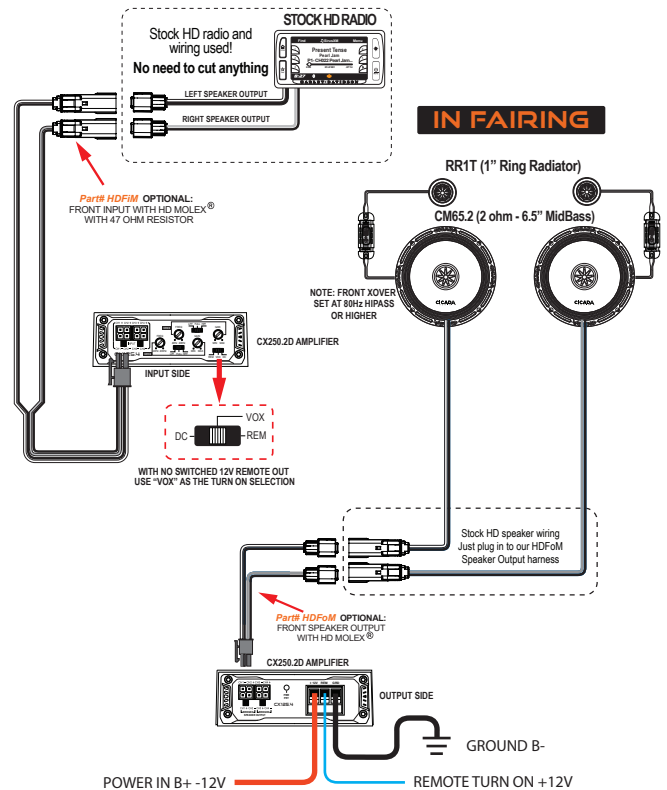 STOCK HD RADIO
Stock HD radio and
wiring used!
No need to cut anything
Find
SiriusXM
Menu
Present Tense
Pearl Jam
LEFT SPEAKER OUTPUT
RIGHT SPEAKER OUTPUT
IN FAIRING
RR1T (1” Ring Radiator)
Part# HDFiM OPTIONAL:
FRONT INPUT WITH HD MOLEX®
WITH 47 OHM RESISTOR
CM65.2 (2 ohm - 6.5” MidBass)
NOTE: FRONT XOVER
SET AT 80Hz HIPASS
OR HIGHER
CICADA
CICADA
CX250.2D AMPLIFIER
INPUT SIDE
VOX
DC
REM
WITH NO SWITCHED 12V REMOTE OUT
USE “VOX” AS THE TURN ON SELECTION
Stock HD speaker wiring
Just plug in to our HDFoM
Speaker Output harness
Part# HDFoM OPTIONAL:
FRONT SPEAKER OUTPUT
WITH HD MOLEX®
CX250.2D AMPLIFIER
OUTPUT SIDE
GROUND B-
POWER IN B+ -12V
REMOTE TURN ON +12V